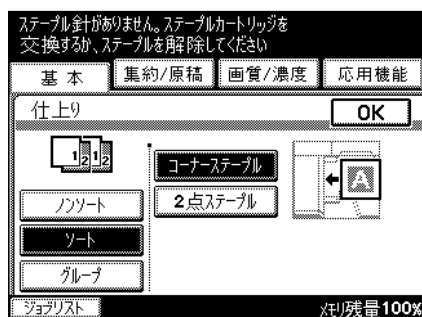 ステープル針がありません。ステープルカートリッジを
交換するか、ステープルを解除してください
基本 集約/原稿 画質/濃度 応用機能
仕上り OK
1 2 1 2
コーナーステープル
ノンソート 2点ステープル
A
ソート
グループ
ジョブリスト メモリ残量100%